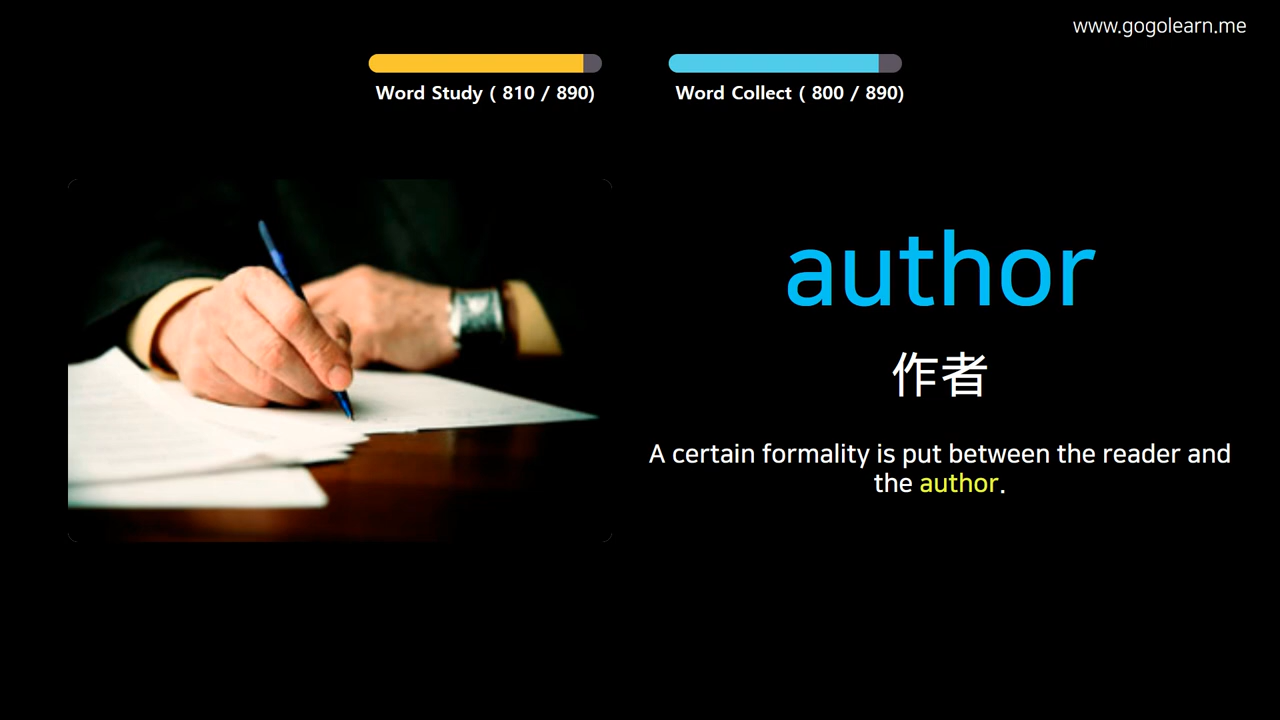 www.gogolearn.me
Word Study ( 810 / 890)
Word Collect ( 800 / 890)
author
作者
A certain formality is put between the reader and
the author.